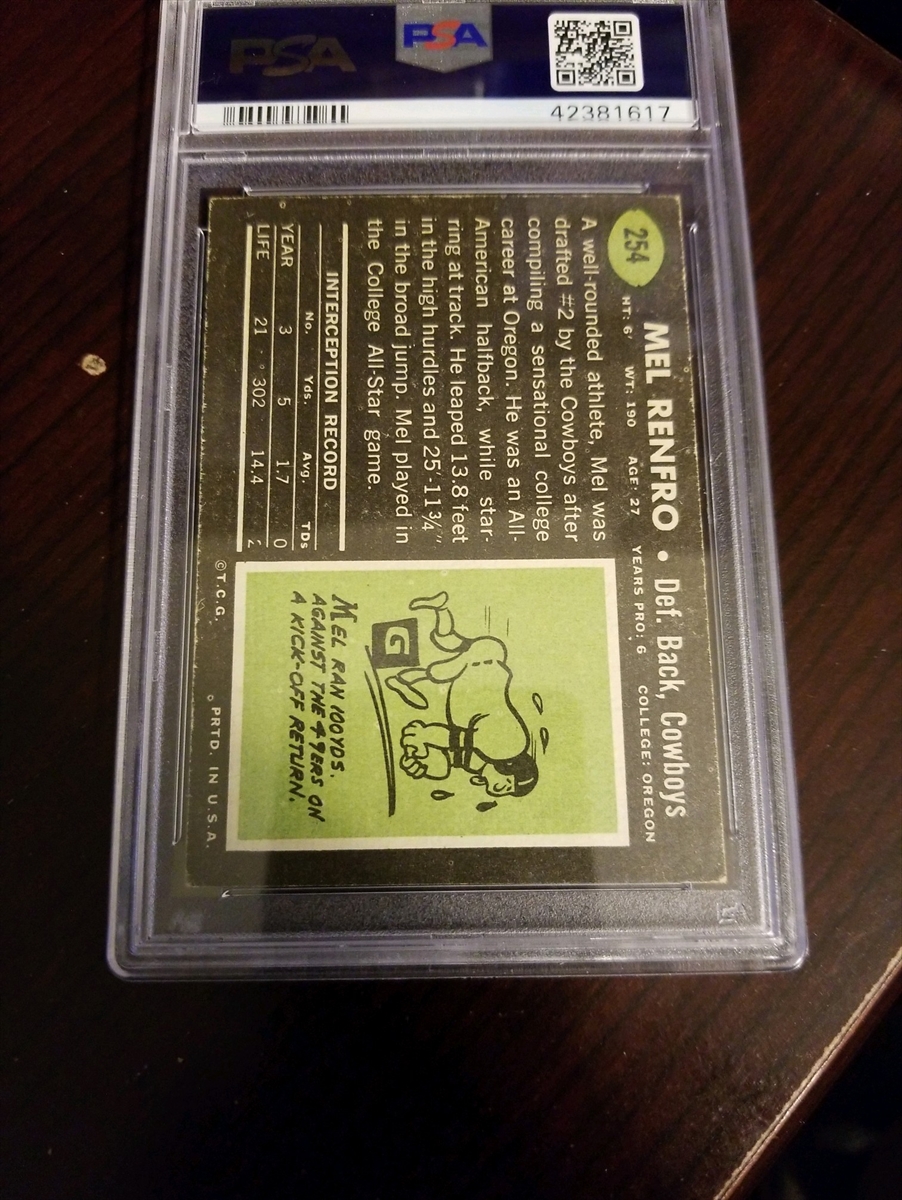 PSA
PSA
42381617
254
MEL RENFRO • Def. Back, Cowboys
HT: 6' WT: 190 AGE: 27 YEARS PRO: 6 COLLEGE: OREGON
A well-rounded athlete, Mel was
drafted #2 by the Cowboys after
compiling a sensational college
career at Oregon. He was an All-
American halfback, while star-
ring at track. He leaped 13.8 feet
in the high hurdles and 25'-11¾"
in the broad jump. Mel played in
the College All-Star game.
INTERCEPTION RECORD
No. Yds. Avg. TDs
YEAR 3 5 1.7 0
LIFE 21 302 14.4 2
G
MEL RAN 100 YDS.
AGAINST THE 49ERS ON
A KICK-OFF RETURN.
©T.C.G. PRTD. IN U.S.A.